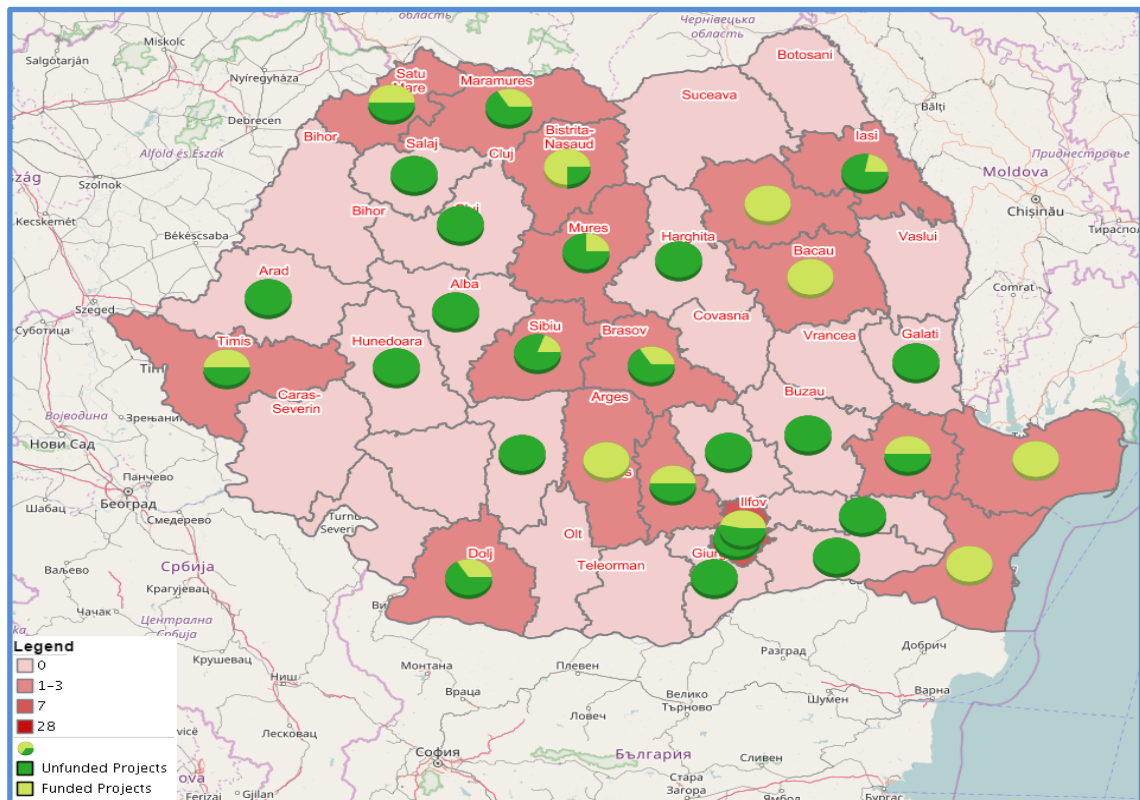 область
Чернівецька
область
Miskolc
Salgótarján
Nyíregyháza
Debrecen
Alföld és Észak
Szolnok
Kecskemét
Békéscsaba
Szeged
Суботица
Satu
Mare
Maramures
Botosani
Suceava
Bihor
Salaj
Cluj
Bistrita-
Nasaud
Iasi
Bălți
Приднестровье
Moldova
Chișinău
Bihor
Mures
Harghita
Bacau
Vaslui
Comrat
Arad
Alba
Covasna
Sibiu
Brasov
Vrancea
Galati
Timis
Hunedoara
Caras-
Severin
Arges
Buzau
Војводина
Зрењанин
Нови Сад
Панчево
Београд
Шабац
Смедерево
Severi
Olt
Ilfov
Dolj
Teleorman
Србија
Ваљево
Крагујевац
Чачак
Централна
Србија
Крушевац
Ниш
Лесковац
Gjilan
Ferizaj
Монтана
Враца
Плевен
Ловеч
Велико
Търново
Разград
Шумен
Добрич
Варна
София
България
Сливен
Стара
Загора
Ямбол
Бургас
Legend
0
1–3
7
28
Unfunded Projects
Funded Projects